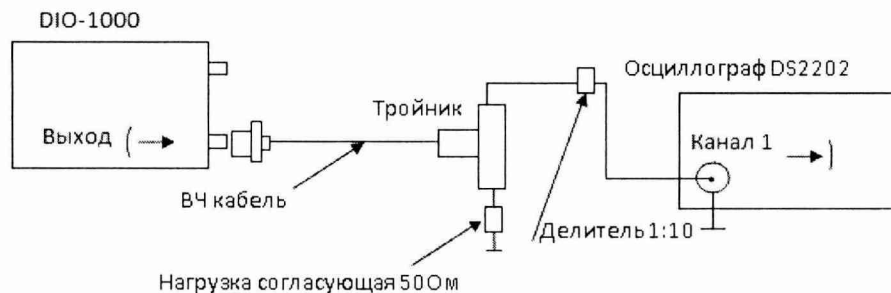 DIO-1000
Осциллограф DS2202
Тройник
Выход
Канал 1
ВЧ кабель
Делитель 1:10
Нагрузка согласующая 50Ом